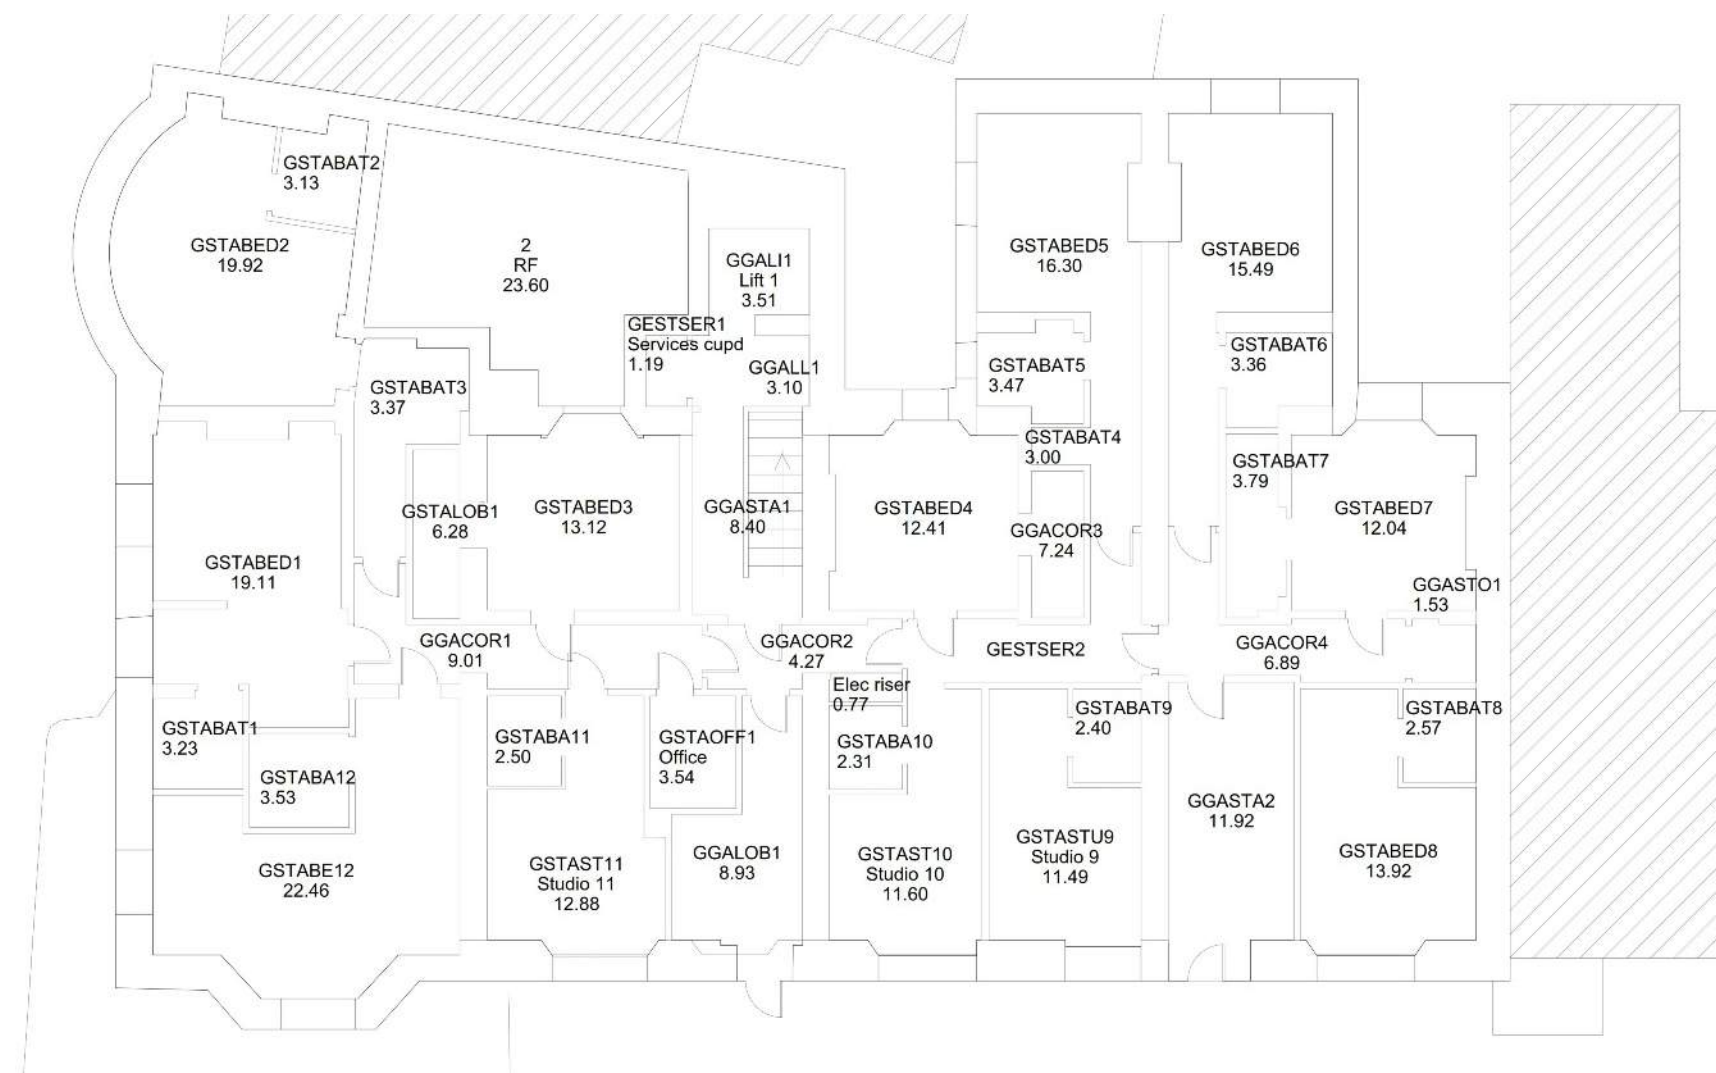 GSTABAT2
3.13
GSTABED2
19.92
2
RF
23.60
GGALI1
Lift 1
3.51
GESTSER1
Services cupd
1.19
GGALL1
3.10
GSTABED5
16.30
GSTABED6
15.49
GSTABAT5
3.47
GSTABAT6
3.36
GSTABAT3
3.37
GSTABAT4
3.00
GSTABAT7
3.79
GSTALOB1
6.28
GSTABED3
13.12
GGASTA1
8.40
GSTABED4
12.41
GGACOR3
7.24
GSTABED7
12.04
GSTABED1
19.11
GGASTO1
1.53
GGACOR1
9.01
GGACOR2
4.27
GESTSER2
GGACOR4
6.89
Elec riser
0.77
GSTABAT1
3.23
GSTABA12
3.53
GSTABA11
2.50
GSTAOFF1
Office
3.54
GSTABA10
2.31
GSTABAT9
2.40
GSTABAT8
2.57
GGASTA2
11.92
GSTABE12
22.46
GSTAST11
Studio 11
12.88
GGALOB1
8.93
GSTAST10
Studio 10
11.60
GSTASTU9
Studio 9
11.49
GSTABED8
13.92